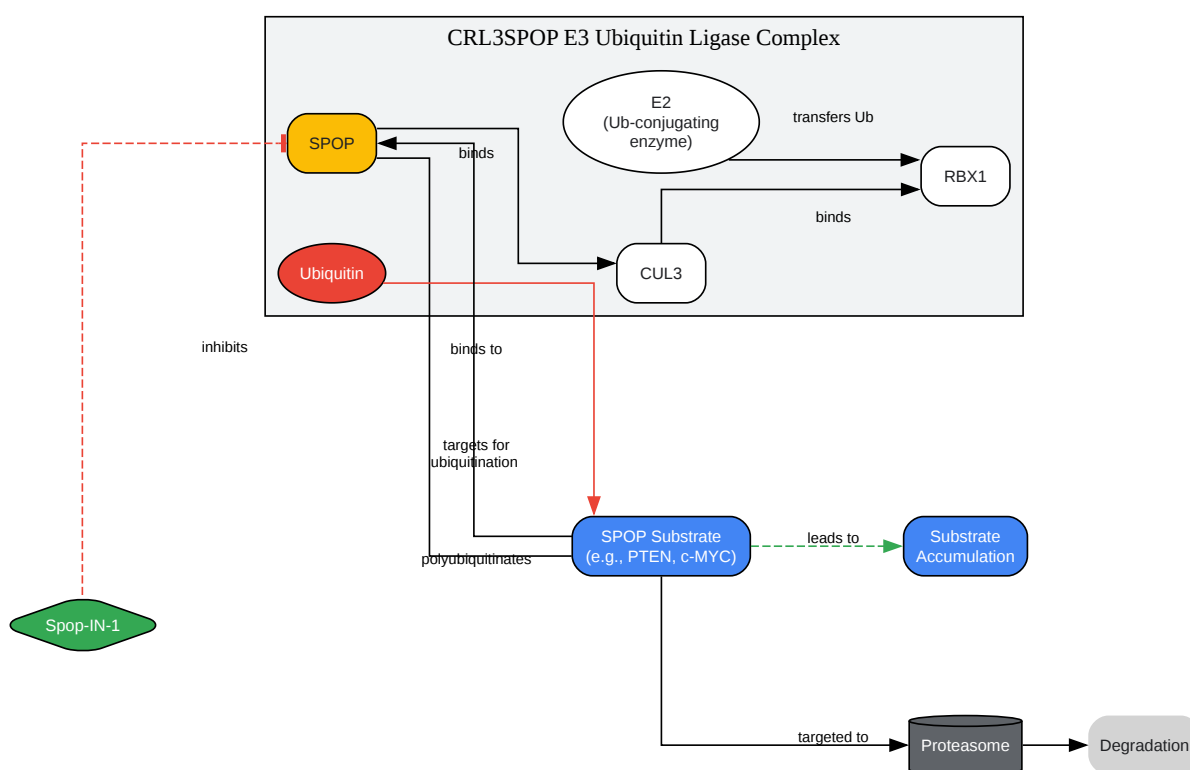 CRL3SPOP E3 Ubiquitin Ligase Complex
E2
(Ub-conjugating
enzyme)
transfers Ub
SPOP
binds
RBX1
binds
Ubiquitin
CUL3
inhibits
binds to
targets for
ubiquitination
SPOP Substrate
(e.g., PTEN, c-MYC)
leads to
Substrate
Accumulation
polyubiquitinates
Spop-IN-1
targeted to
Proteasome
Degradation